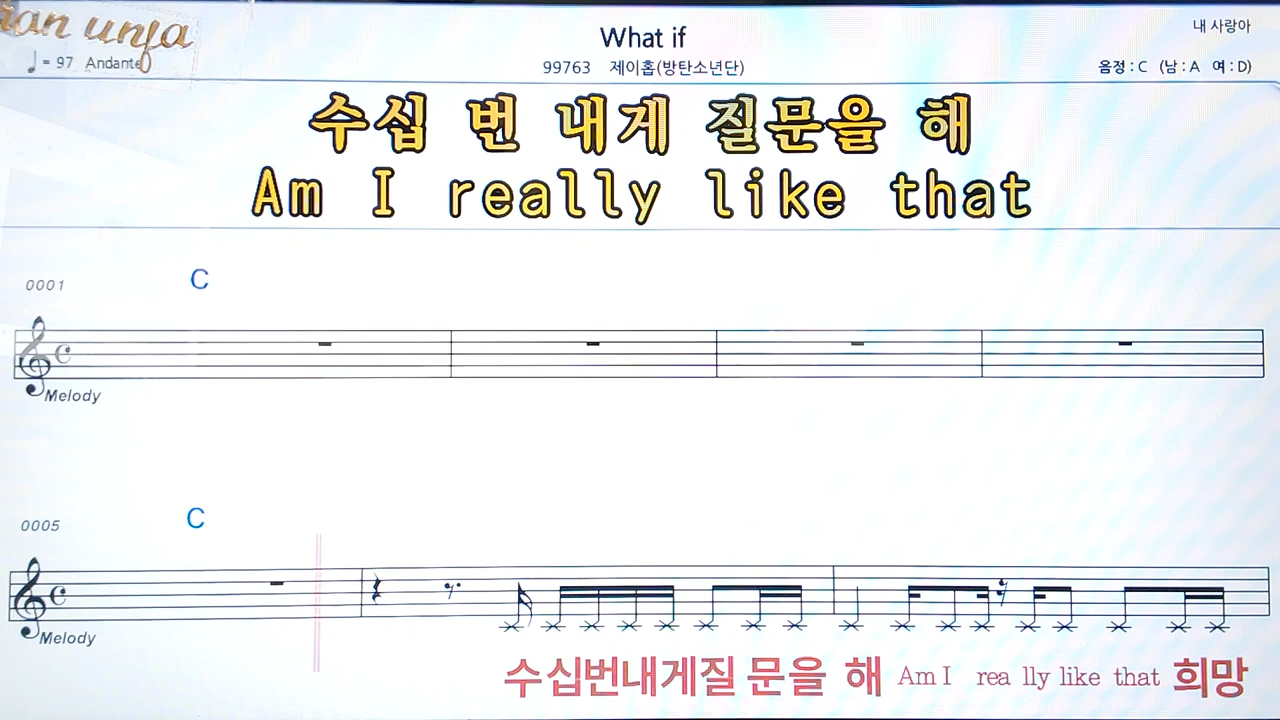 ian unja
What if
내 사랑아
♩ = 97 Andante
99763 제이홉(방탄소년단)
음정 : C (남 : A 여 : D)
수십 번 내게 질문을 해
Am I really like that
0001
C
Melody
0005
C
Melody
수십번내게질 문을 해 Am I rea lly like that 희망